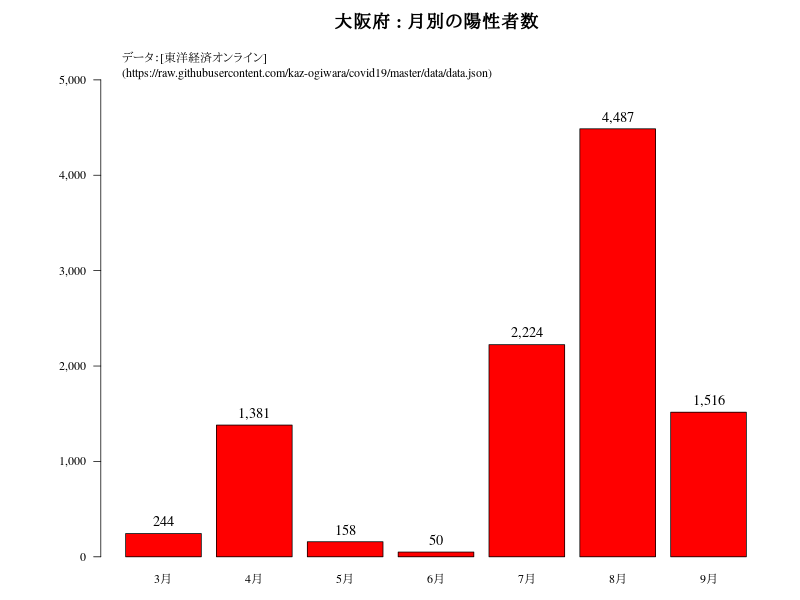 大阪府 : 月別の陽性者数
データ：[東洋経済オンライン]
(https://raw.githubusercontent.com/kaz-ogiwara/covid19/master/data/data.json)
5,000
4,000
3,000
2,000
1,000
0
244
1,381
158
50
2,224
4,487
1,516
3月
4月
5月
6月
7月
8月
9月